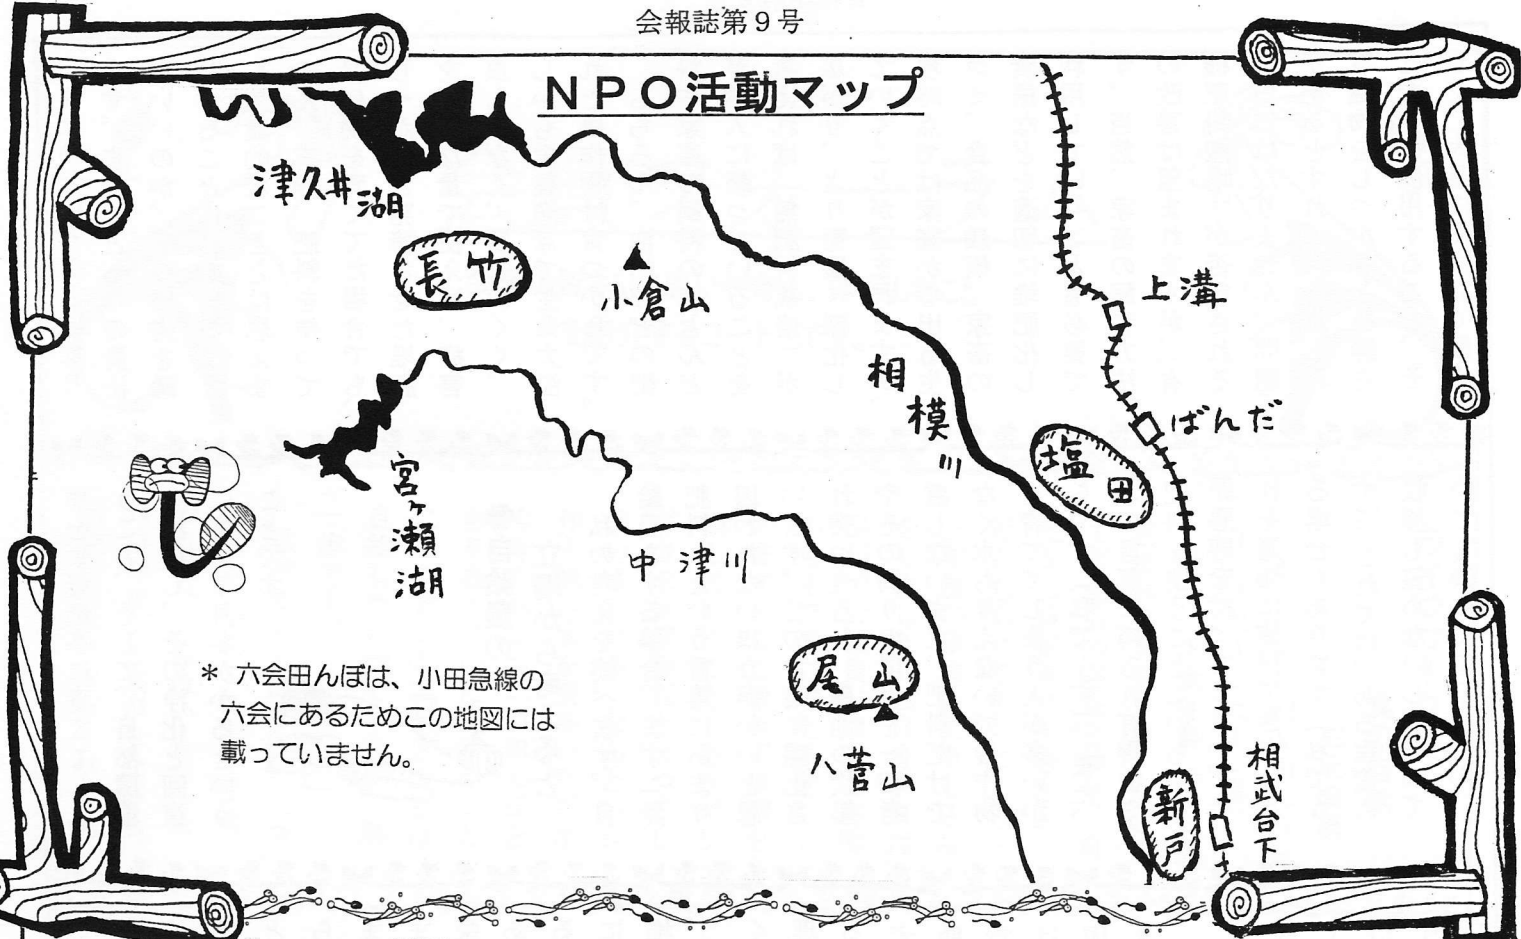 会報誌第9号
NPO活動マップ
津久井湖
長竹
小倉山
上溝
相模川
ばんだ
塩田
宮ヶ瀬湖
中津川
尾山
八菅山
新戸
相武台下
* 六会田んぼは、小田急線の
六会にあるためこの地図には
載っていません。